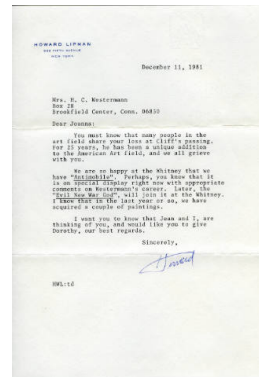 HOWARD LIPMAN
FIFTH AVENUE
NEW YORK
December 11, 1981
Mrs. H. C. Westermann
Box 28
Brookfield Center, Conn. 06805
Dear Joanna:
You must know that many people in the
art field share your loss at Cliff's passing.
For 25 years, he has been a unique addition
to the American Art field, and we all grieve
with you.
We are so happy at the Whitney that we
have "Antimobile". Perhaps, you know that it
is on special display right now with appropriate
comments on Westermann's career. Later, the
"Evil New War God", will join it at the Whitney.
I know that in the last year or so, we have
acquired a couple of paintings.
I want you to know that Jean and I, are
thinking of you, and would like you to give
Dorothy, our best regards.
Sincerely,
Howard
HWL:td